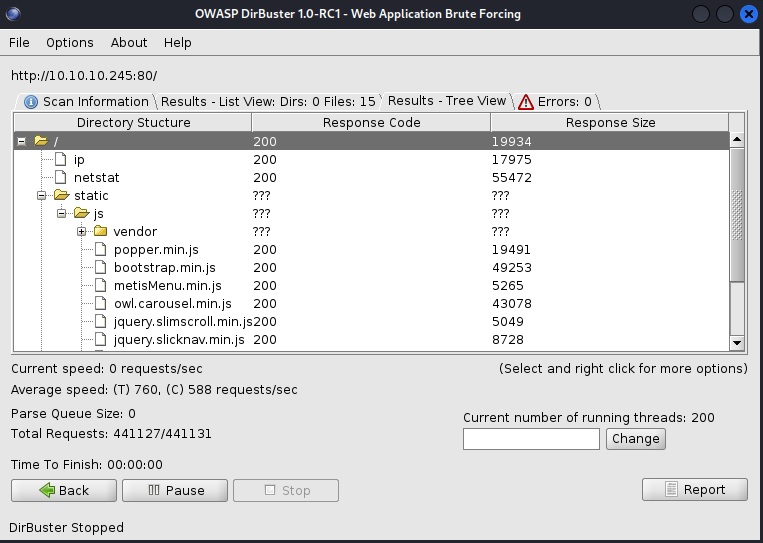 OWASP DirBuster 1.0-RC1 - Web Application Brute Forcing
File Options About Help
http://10.10.10.245:80/
Scan Information Results - List View: Dirs: 0 Files: 15 Results - Tree View Errors: 0
Directory Stucture Response Code Response Size
/ 200 19934
ip 200 17975
netstat 200 55472
static ??? ???
js ??? ???
vendor ??? ???
popper.min.js 200 19491
bootstrap.min.js 200 49253
metisMenu.min.js 200 5265
owl.carousel.min.js 200 43078
jquery.slimscroll.min.js 200 5049
jquery.slicknav.min.js 200 8728
Current speed: 0 requests/sec (Select and right click for more options)
Average speed: (T) 760, (C) 588 requests/sec
Parse Queue Size: 0
Current number of running threads: 200
Total Requests: 441127/441131
Change
Time To Finish: 00:00:00
Back Pause Stop Report
DirBuster Stopped